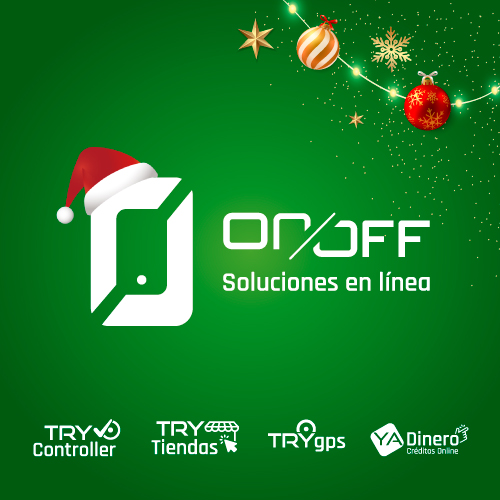 ON/OFF
Soluciones en línea
TRY
Controller
TRY
Tiendas
TRYgps
YA Dinero
Créditos Online